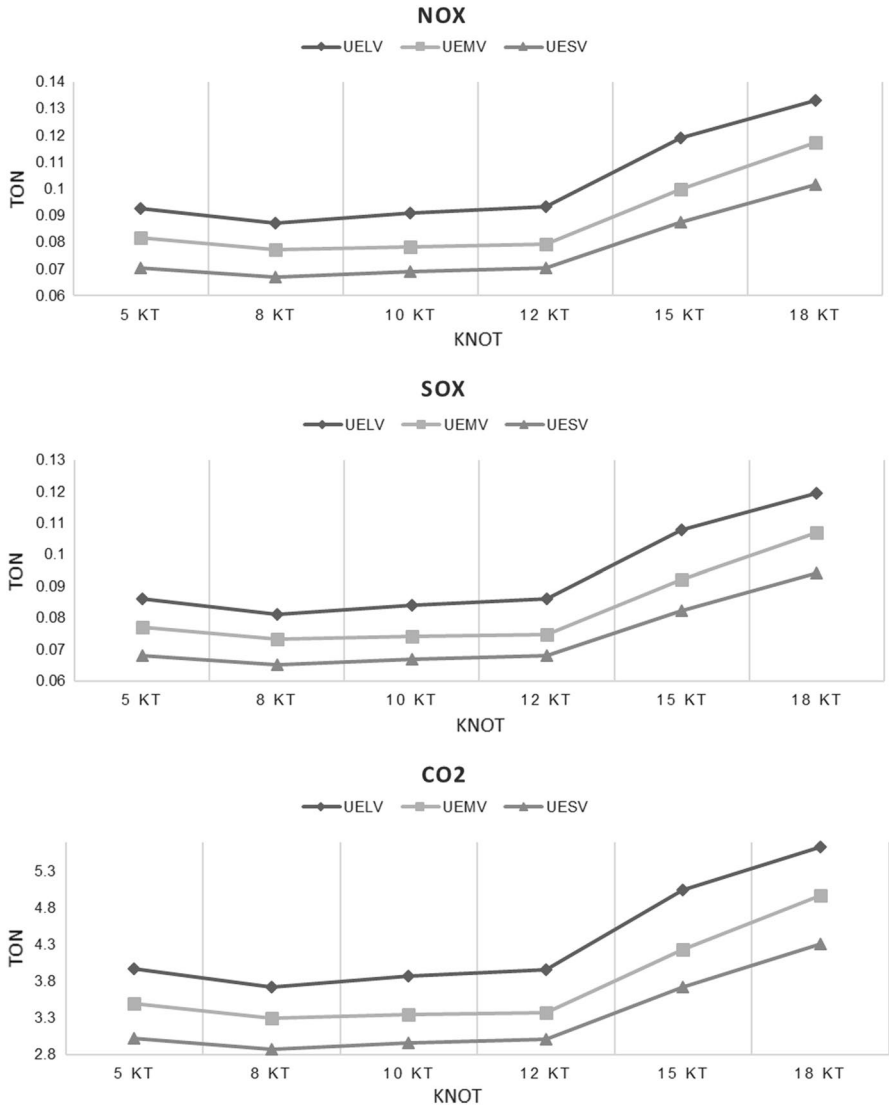 NOX
UELV UEMV UESV
0.14
0.13
0.12
0.11
0.1
0.09
0.08
0.07
0.06
TON
5 KT 8 KT 10 KT 12 KT 15 KT 18 KT
KNOT
SOX
UELV UEMV UESV
0.13
0.12
0.11
0.1
0.09
0.08
0.07
0.06
TON
5 KT 8 KT 10 KT 12 KT 15 KT 18 KT
KNOT
CO2
UELV UEMV UESV
5.3
4.8
4.3
3.8
3.3
2.8
TON
5 KT 8 KT 10 KT 12 KT 15 KT 18 KT
KNOT